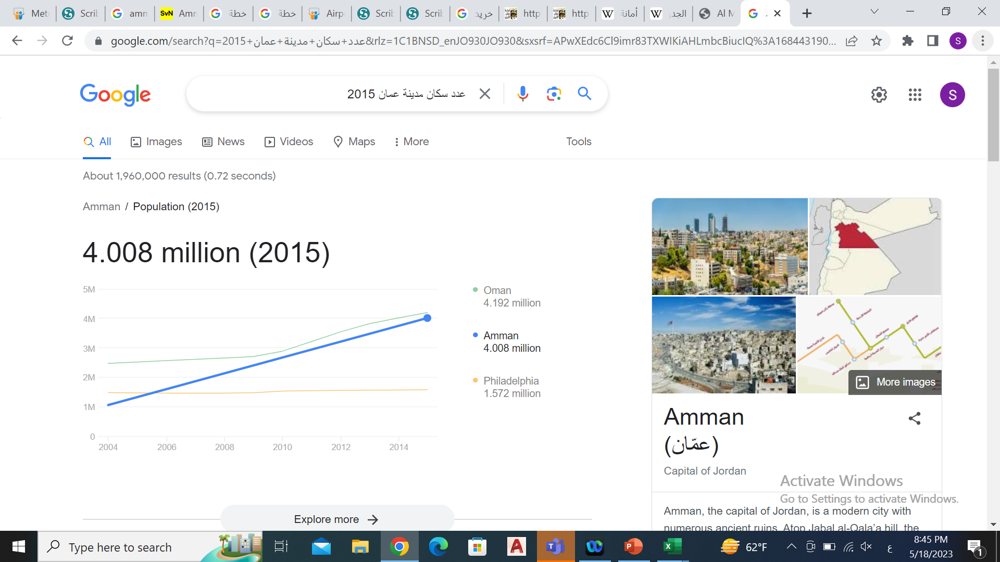 Met
Scrib
amm
SvN Amm
خطة
خطة
Airp
Scrib
Scrib
خريد
http
http
W أمانة
W الجد
Al M
google.com/search?q=2015+عدد+سكان+مدينة+عمان&rlz=1C1BNSD_enJO930JO930&sxsrf=APwXEdc6Cl9imr83TXWIKiAHLmbcBiucIQ%3A168443190...
S
Google
عدد سكان مدينة عمان 2015
S
All
Images
News
Videos
Maps
More
Tools
About 1,960,000 results (0.72 seconds)
Amman / Population (2015)
4.008 million (2015)
5M
4M
3M
2M
1M
0
2004 2006 2008 2010 2012 2014
Oman
4.192 million
Amman
4.008 million
Philadelphia
1.572 million
Explore more
More images
Amman
(عمّان)
Capital of Jordan
Amman, the capital of Jordan, is a modern city with
numerous ancient ruins. Atop Jabal al-Qala’a hill, the
Activate Windows
Go to Settings to activate Windows.
Type here to search
62°F
ع
8:45 PM
5/18/2023
1